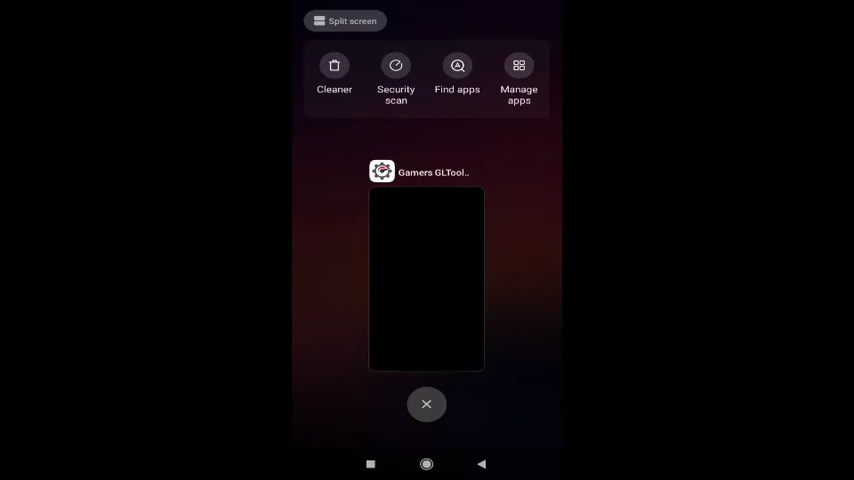 Split screen
Cleaner
Security
scan
Find apps
Manage
apps
Gamers GLTool..